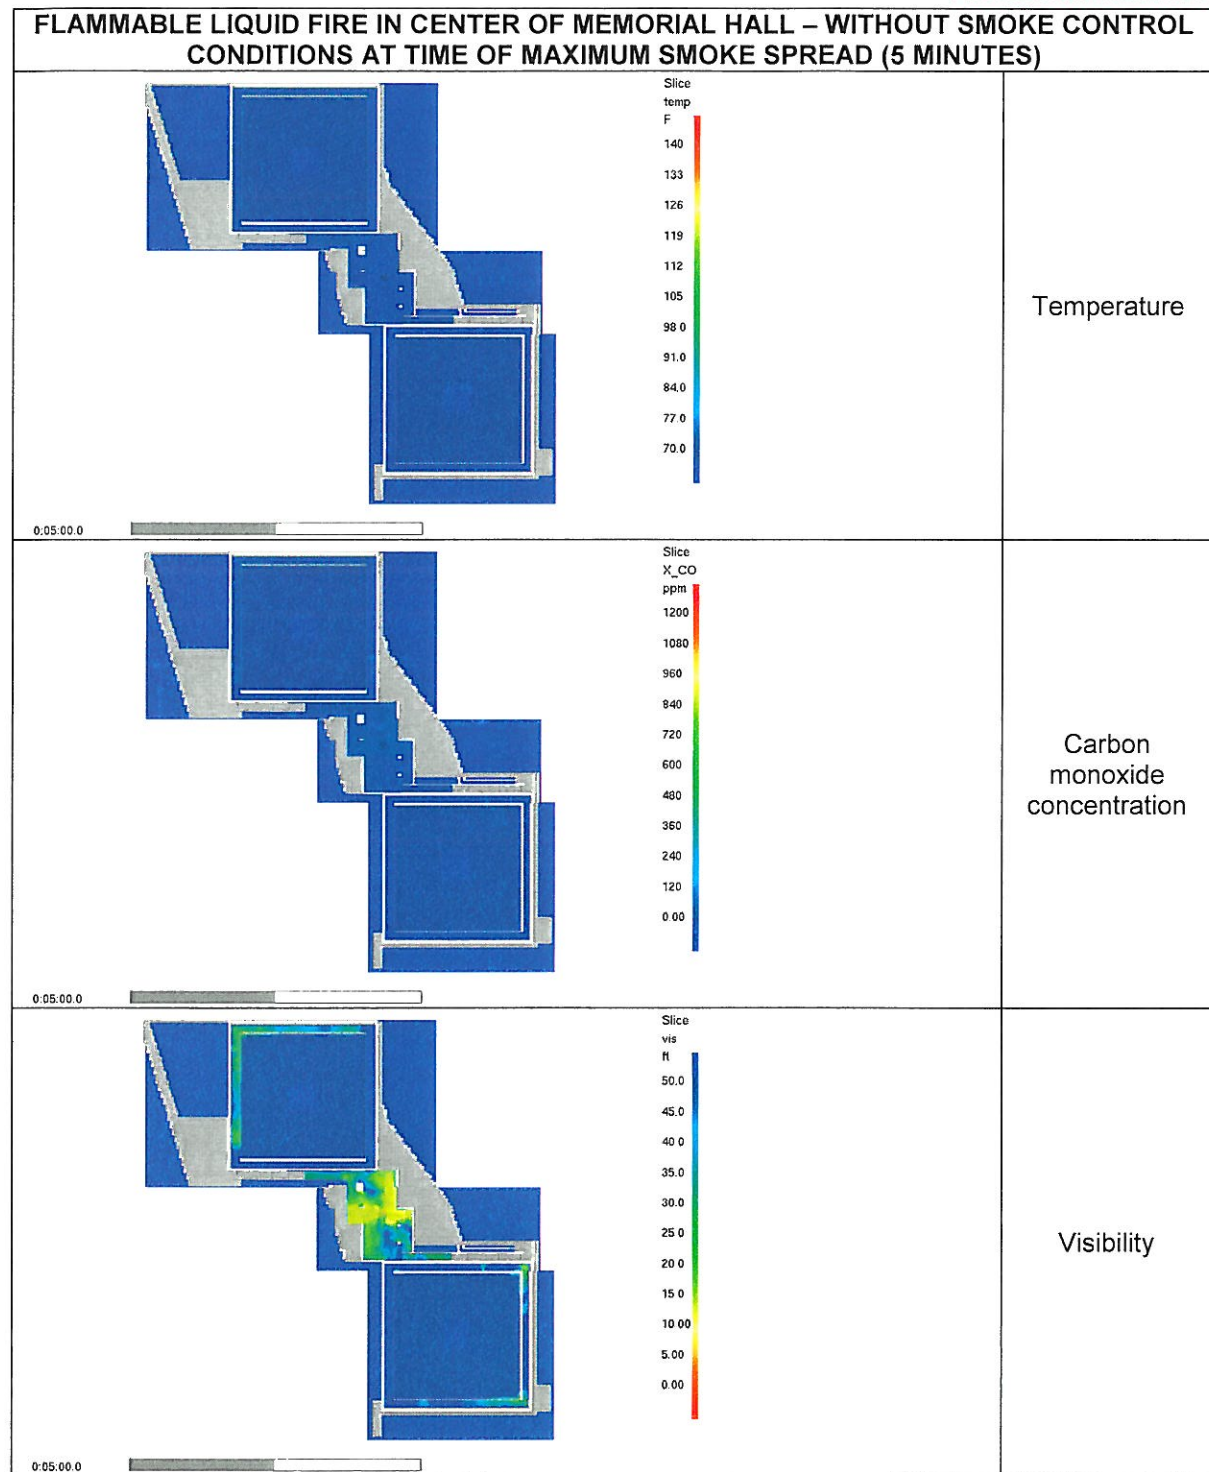 FLAMMABLE LIQUID FIRE IN CENTER OF MEMORIAL HALL – WITHOUT SMOKE CONTROL
CONDITIONS AT TIME OF MAXIMUM SMOKE SPREAD (5 MINUTES)
Slice
temp
F
140
133
126
119
112
105
98 0
91.0
84.0
77.0
70.0
Temperature
0:05:00.0
Slice
X_CO
ppm
1200
1080
960
840
720
600
480
360
240
120
0.00
Carbon
monoxide
concentration
0:05:00.0
Slice
vis
ft
50.0
45.0
40 0
35.0
30.0
25 0
20 0
15 0
10 00
5.00
0.00
Visibility
0:05:00.0